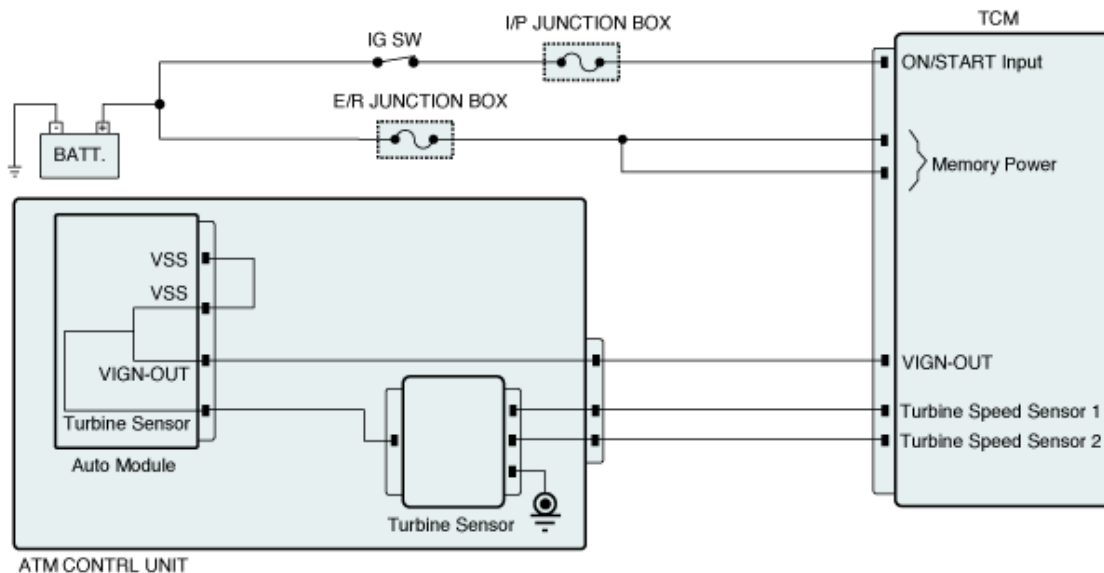 TCM
I/P JUNCTION BOX
IG SW
ON/START Input
E/R JUNCTION BOX
- +
BATT.
Memory Power
VSS
VSS
VIGN-OUT
VIGN-OUT
Turbine Sensor
Turbine Speed Sensor 1
Turbine Speed Sensor 2
Auto Module
Turbine Sensor
ATM CONTRL UNIT